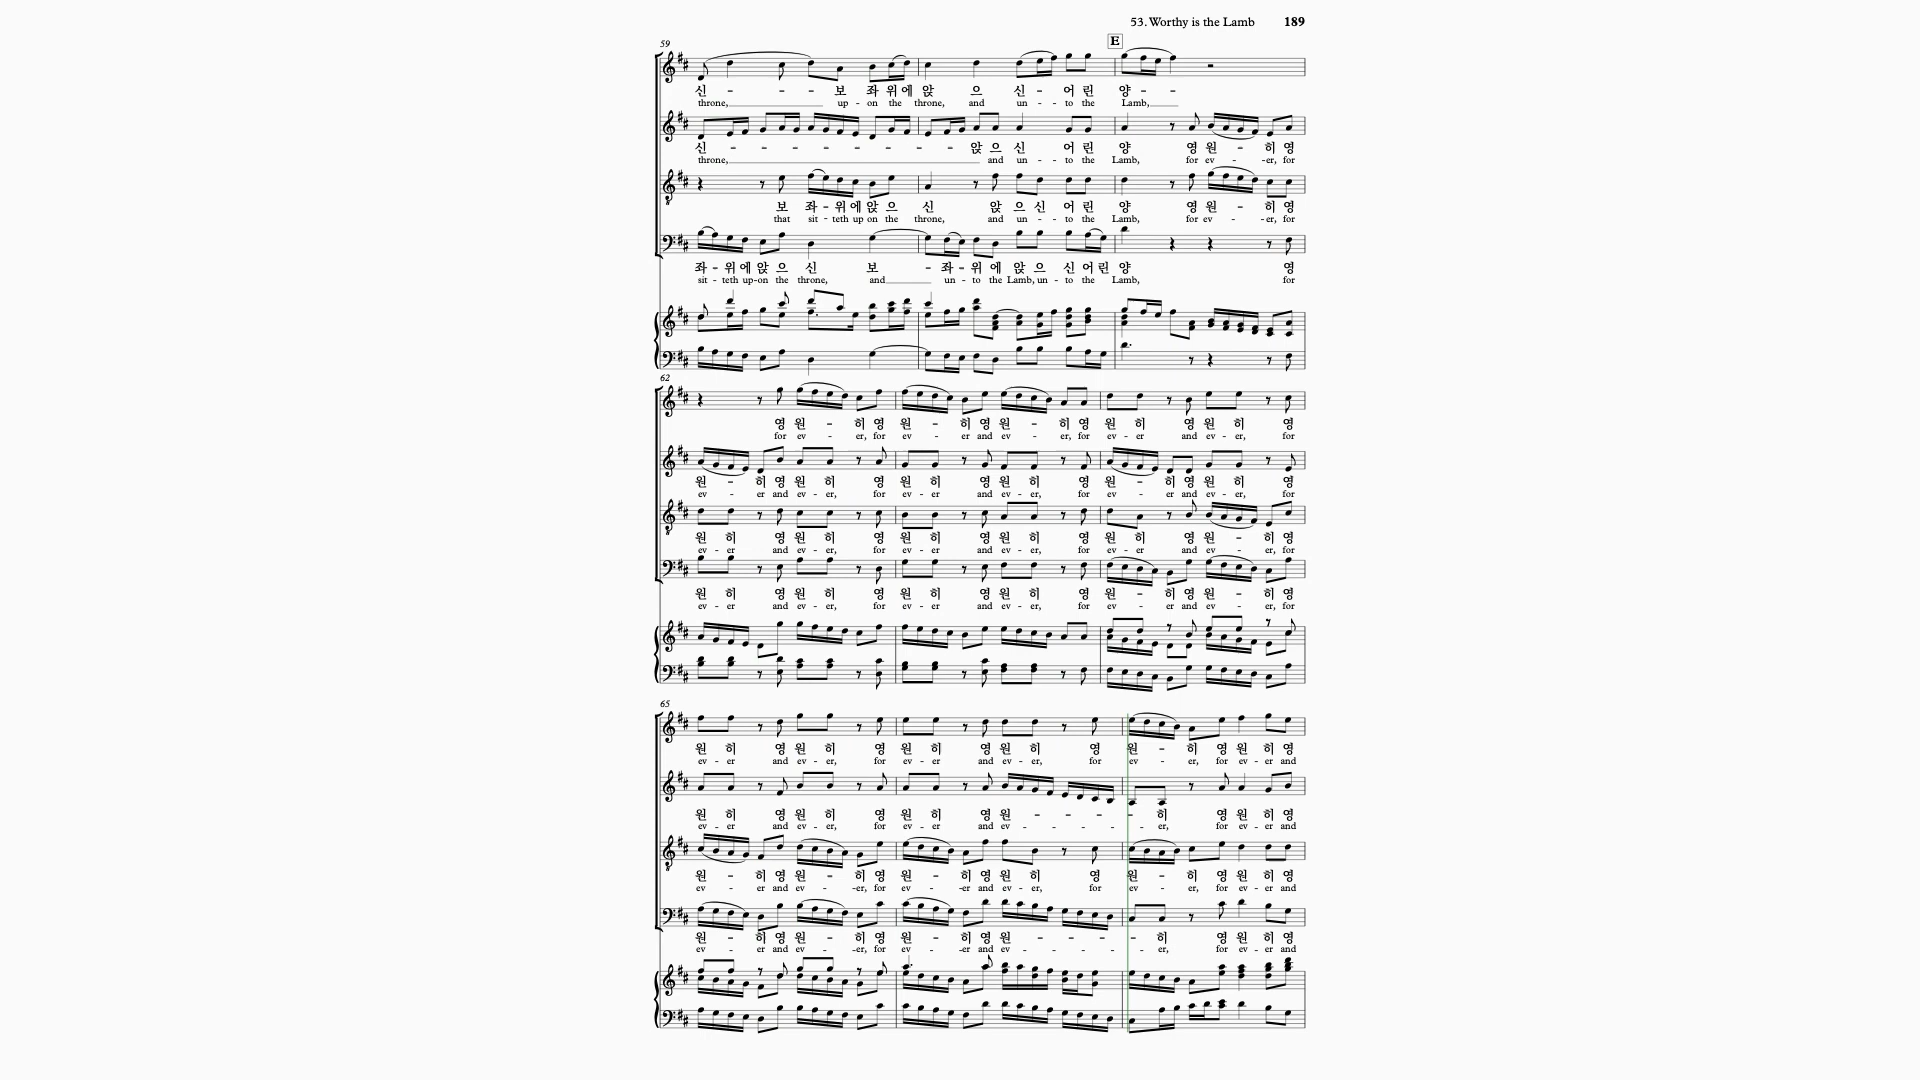 53. Worthy is the Lamb 189
E
59
신 - - - 보 좌 위 에 앉 으 신 - 어 린 양 - -
throne, up - on the throne, and un - - to the Lamb,
신 - - - - - - - - - - - 앉 으 신 어 린 양 영 원 - 히 영
throne, and un - - to the Lamb, for ev - -er, for
보 좌 - 위 에 앉 으 신 앉 으 신 어 린 양 영 원 - 히 영
that sit - teth up on the throne, and un - - to the Lamb, for ev - er, for
좌 - 위 에 앉 으 신 보 - 좌 - 위 에 앉 으 신 어 린 양 영
sit - teth up-on the throne, and un - to the Lamb, un - to the Lamb, for
62
영 원 - 히 영 원 - 히 영 원 - 히 영 원 히 영 원 히 영
for ev - er, for ev - er and ev - er, for ev - er and ev - er, for
원 - 히 영 원 히 영 원 히 영 원 히 영 원 - 히 영 원 히 영
ev - er and ev - er, for ev - er and ev - er, for ev - er and ev - er, for
원 히 영 원 히 영 원 히 영 원 히 영 원 히 영 원 - 히 영
ev - er and ev - er, for ev - er and ev - er, for ev - er and ev - er, for
원 히 영 원 히 영 원 히 영 원 히 영 원 - 히 영 원 - 히 영
ev - er and ev - er, for ev - er and ev - er, for ev - er and ev - er, for
65
원 히 영 원 히 영 원 히 영 원 히 영 원 - 히 영 원 히 영
ev - er and ev - er, for ev - er and ev - er, for ev - er, for ev - er and
원 히 영 원 히 영 원 히 영 원 - - - - - 히 영 원 히 영
ev - er and ev - er, for ev - er and ev - - - - - - er, for ev - er and
원 - 히 영 원 - 히 영 원 - 히 영 원 히 영 원 - 히 영 원 히 영
ev - er and ev - -er, for ev - -er and ev - er, for ev - er, for ev - er and
원 - 히 영 원 - 히 영 원 - 히 영 원 - - - - - 히 영 원 히 영
ev - er and ev - -er, for ev - -er and ev - - - - - - er, for ev - er and